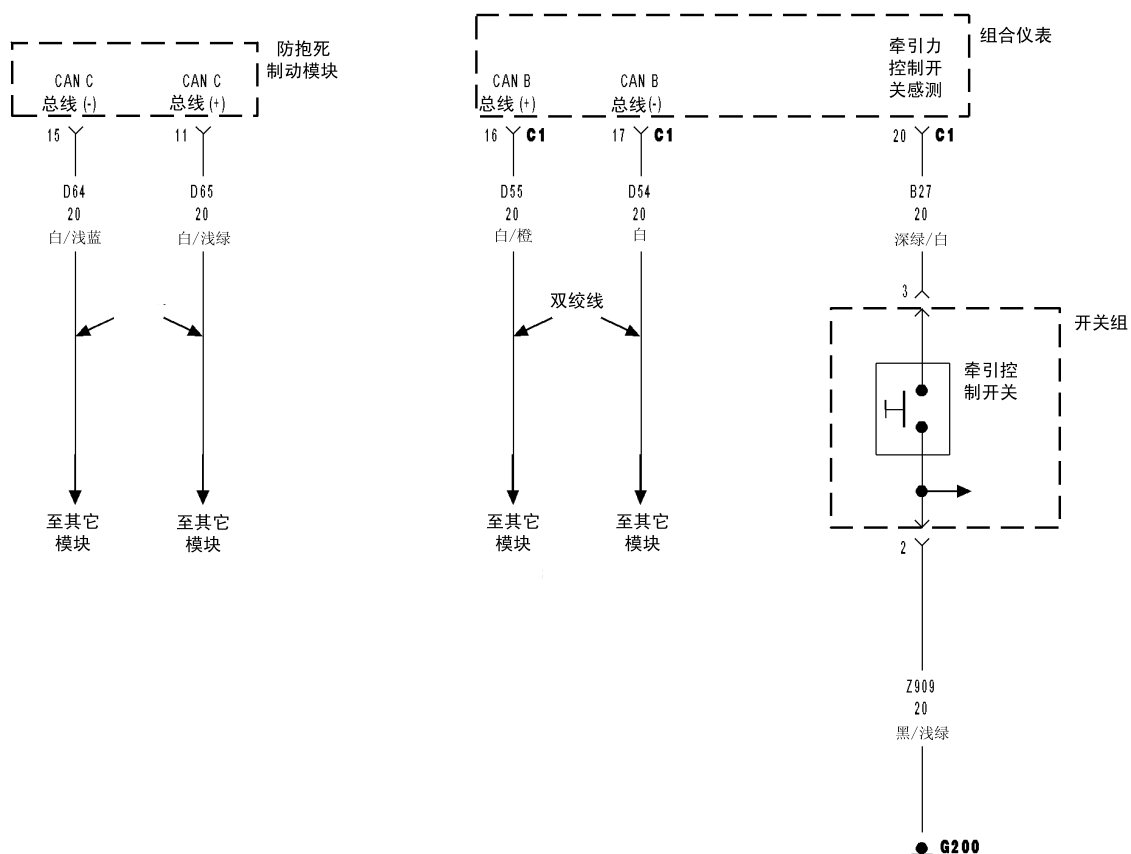 防抱死
制动模块
CAN C
总线(-)
CAN C
总线(+)
15
11
D64
20
白/浅蓝
D65
20
白/浅绿
至其它
模块
至其它
模块
组合仪表
CAN B
总线(+)
CAN B
总线(-)
牵引力
控制开
关感测
16
C1
17
C1
20
C1
D55
20
白/橙
D54
20
白
B27
20
深绿/白
双绞线
至其它
模块
至其它
模块
3
开关组
牵引控
制开关
2
Z909
20
黑/浅绿
G200